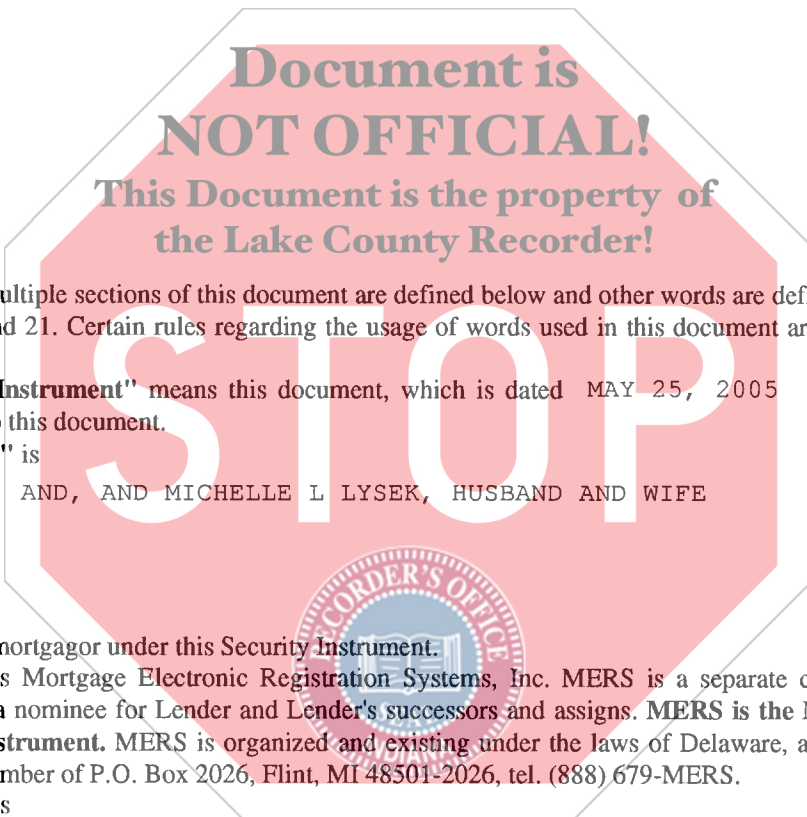 Document is
NOT OFFICIAL!
This Document is the property of
the Lake County Recorder!
ultiple sections of this document are defined below and other words are defi
d 21. Certain rules regarding the usage of words used in this document ar
STOP
Instrument" means this document, which is dated MAY 25, 2005
this document.
" is
AND, AND MICHELLE L LYSEK, HUSBAND AND WIFE
RECORDER'S OFFICE
mortgagor under this Security Instrument.
s Mortgage Electronic Registration Systems, Inc. MERS is a separate c
a nominee for Lender and Lender's successors and assigns. MERS is the
strument. MERS is organized and existing under the laws of Delaware, a
mber of P.O. Box 2026, Flint, MI 48501-2026, tel. (888) 679-MERS.
INDIANA
s